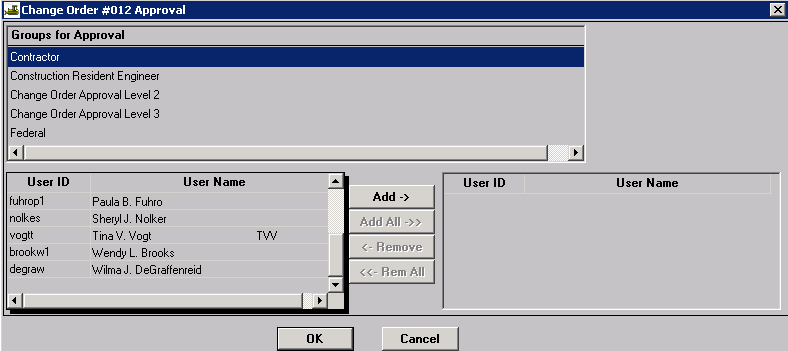 Change Order #012 Approval
Groups for Approval
Contractor
Construction Resident Engineer
Change Order Approval Level 2
Change Order Approval Level 3
Federal
User ID User Name
fuhrop1 Paula B. Fuhro
nolkes Sheryl J. Nolker
vogtt Tina V. Vogt TVV
brookw1 Wendy L. Brooks
degraw Wilma J. DeGraffenreid
Add ->
Add All ->>
<- Remove
<<- Rem All
User ID User Name
OK Cancel